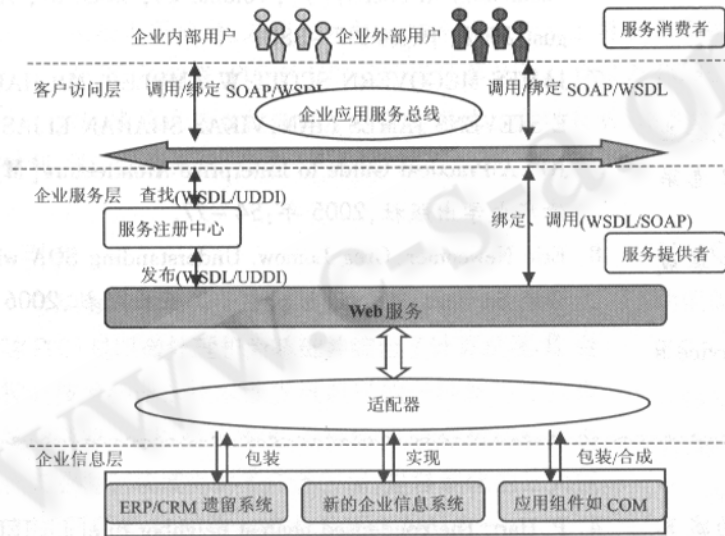 企业内部用户
企业外部用户
服务消费者
客户访问层
调用/绑定 SOAP/WSDL
调用/绑定 SOAP/WSDL
企业应用服务总线
企业服务层
查找(WSDL/UDDI)
服务注册中心
绑定、调用(WSDL/SOAP)
服务提供者
发布(WSDL/UDDI)
Web 服务
适配器
企业信息层
包装
实现
包装/合成
ERP/CRM 遗留系统
新的企业信息系统
应用组件如 COM
www.c-s-a.or